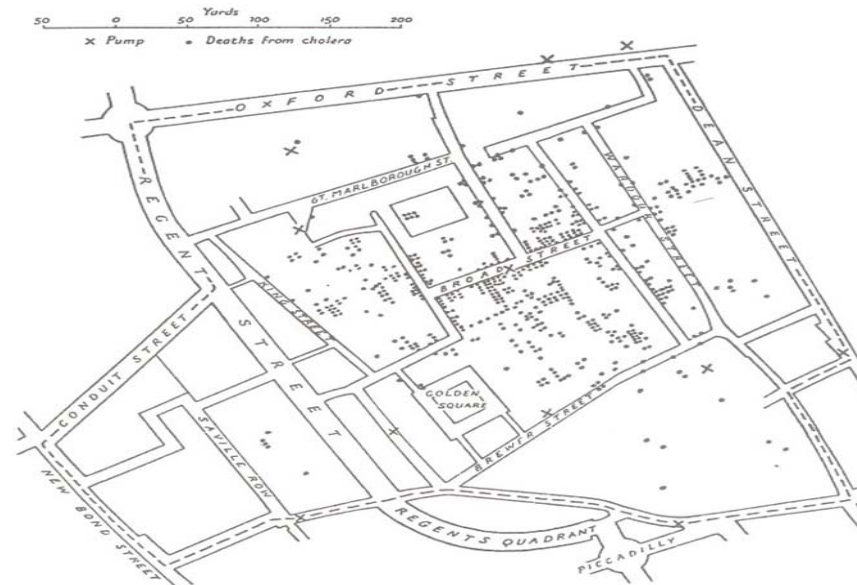 Yards
50 0 50 100 150 200
× Pump • Deaths from cholera
OXFORD STREET
DEAN STREET
REGENT STREET
GT. MARLBOROUGH ST.
WARDOUR STREET
BROAD STREET
KING STREET
CONDUIT STREET
GOLDEN
SQUARE
SAVILLE ROW
BREWER STREET
NEW BOND STREET
REGENTS QUADRANT
PICCADILLY